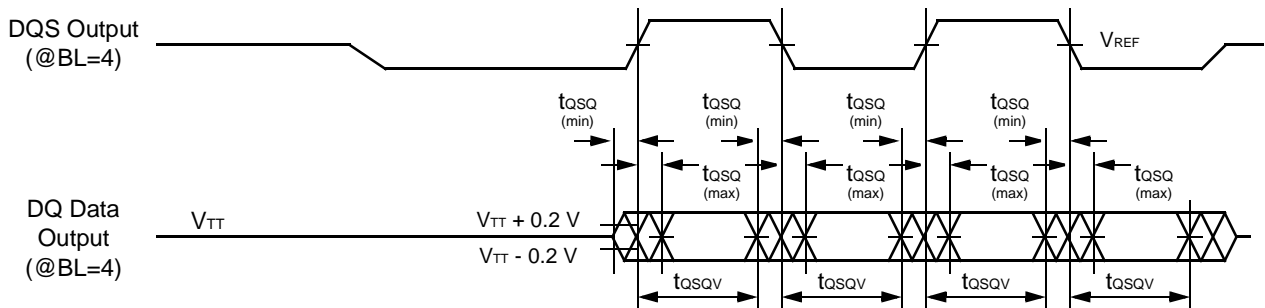 DQS Output
(@BL=4)
VREF
tQSQ
(min)
tQSQ
(min)
tQSQ
(min)
tQSQ
(min)
tQSQ
(max)
tQSQ
(max)
tQSQ
(max)
tQSQ
(max)
DQ Data
Output
(@BL=4)
VTT
VTT + 0.2 V
VTT - 0.2 V
tQSQV
tQSQV
tQSQV
tQSQV